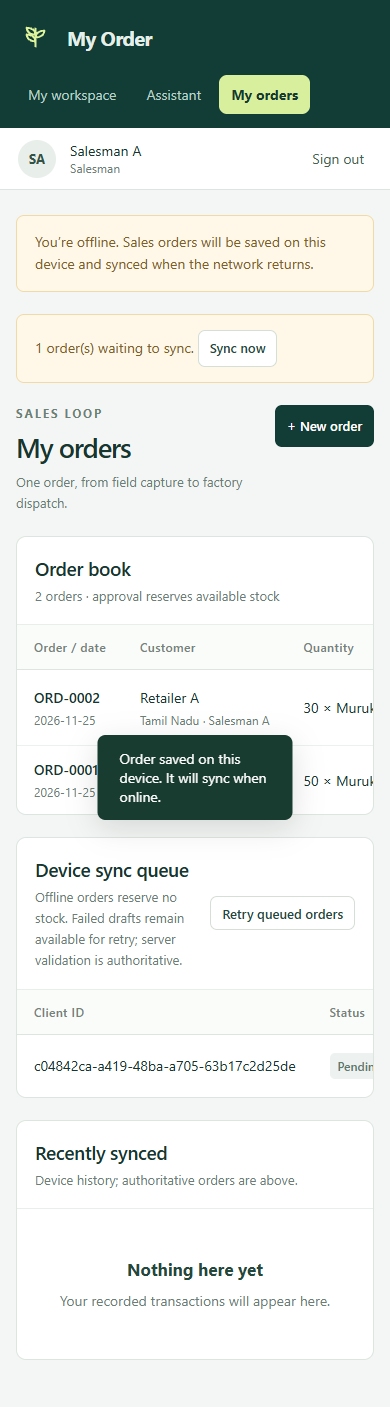 My Order
My workspace
Assistant
My orders
SA
Salesman A
Salesman
Sign out
You're offline. Sales orders will be saved on this
device and synced when the network returns.
1 order(s) waiting to sync.
Sync now
SALES LOOP
+ New order
My orders
One order, from field capture to factory
dispatch.
Order book
2 orders · approval reserves available stock
Order / date
Customer
Quantity
ORD-0002
Retailer A
30 × Muruk
2026-11-25
Tamil Nadu · Salesman A
ORD-0001
50 × Muruk
2026-11-25
Order saved on this
device. It will sync when
online.
Device sync queue
Offline orders reserve no
stock. Failed drafts remain
available for retry; server
validation is authoritative.
Retry queued orders
Client ID
Status
c04842ca-a419-48ba-a705-63b17c2d25de
Pendin
Recently synced
Device history; authoritative orders are above.
Nothing here yet
Your recorded transactions will appear here.